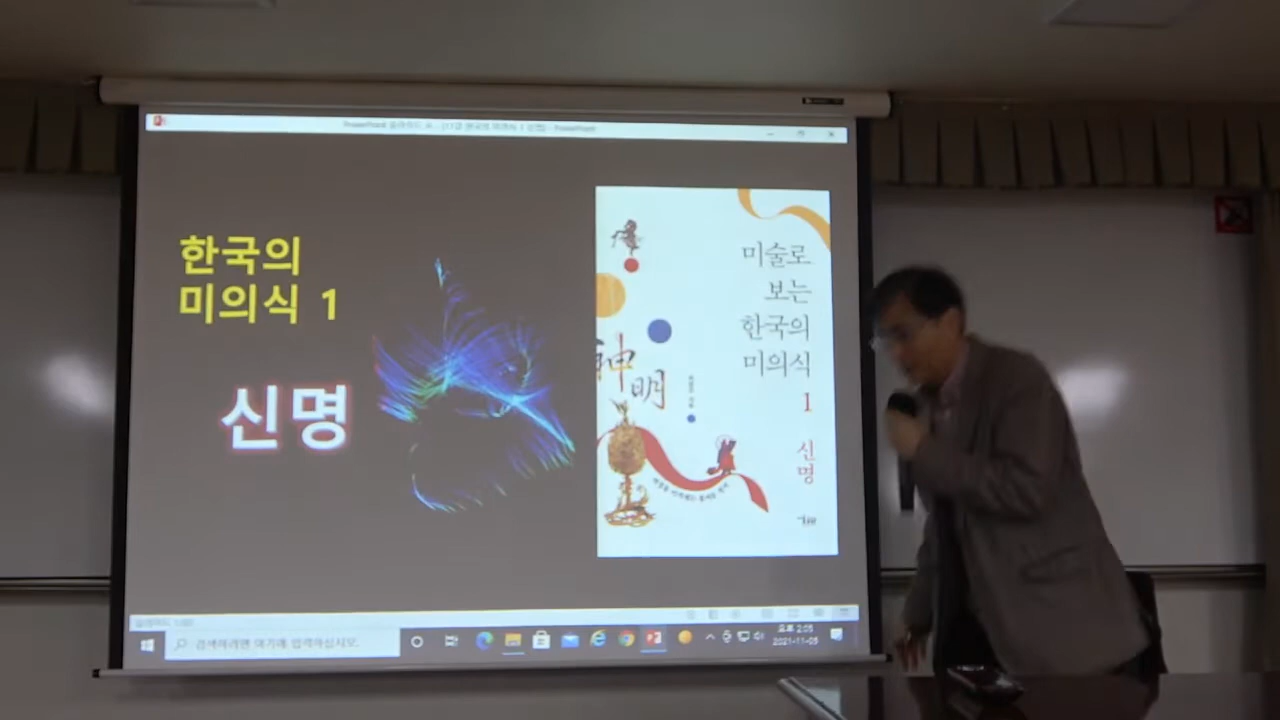 한국의
미의식 1
신명
미술로
보는
한국의
미의식
1
신명
神明
검색하려면 여기에 입력하십시오.
오후 2:05
2021-11-05